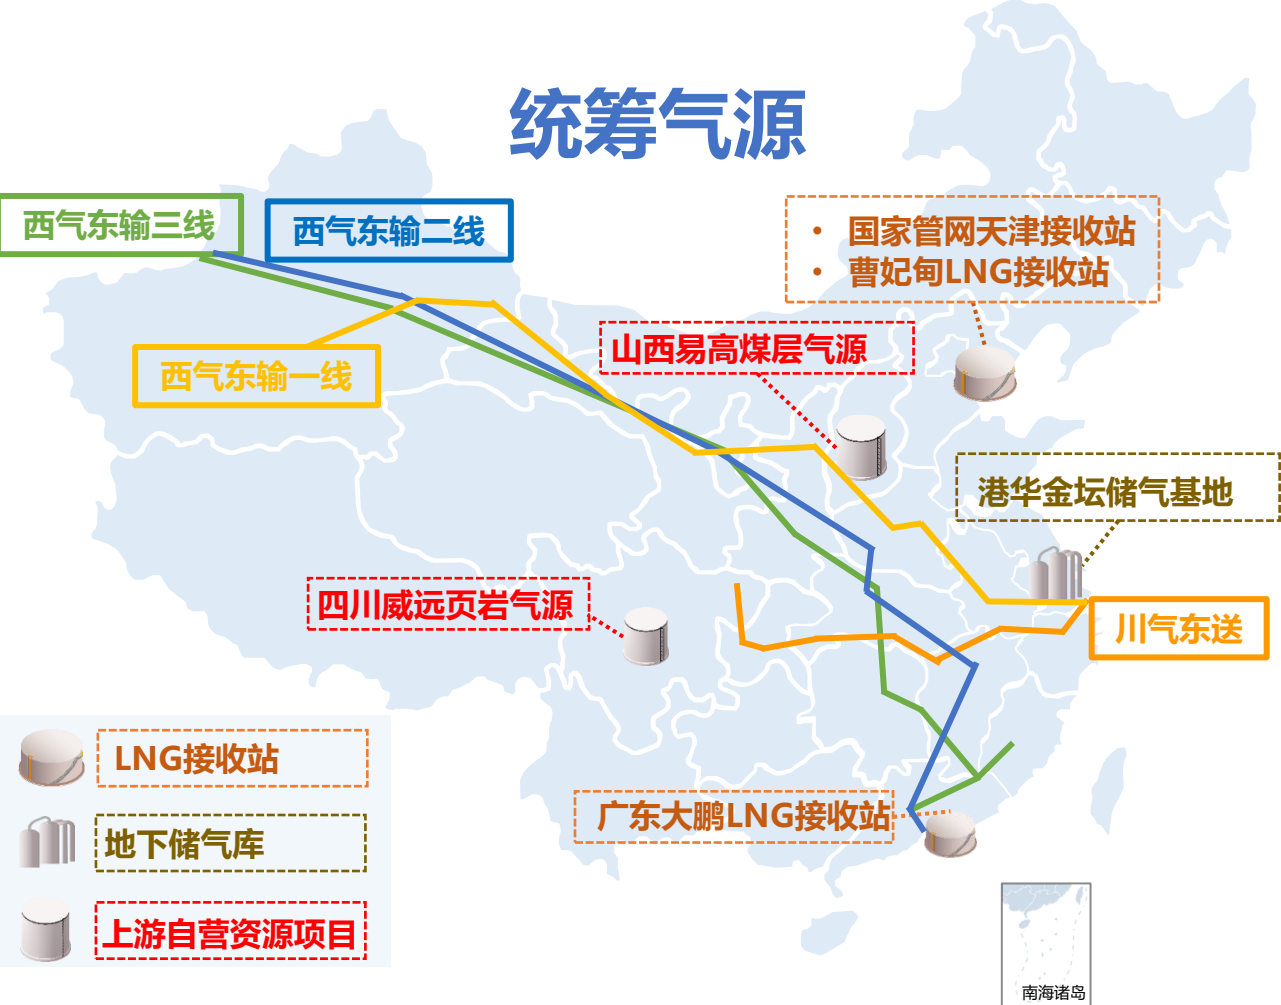 统筹气源
西气东输三线
西气东输二线
• 国家管网天津接收站
• 曹妃甸LNG接收站
山西易高煤层气源
西气东输一线
港华金坛储气基地
四川威远页岩气源
川气东送
LNG接收站
广东大鹏LNG接收站
地下储气库
上游自营资源项目
南海诸岛